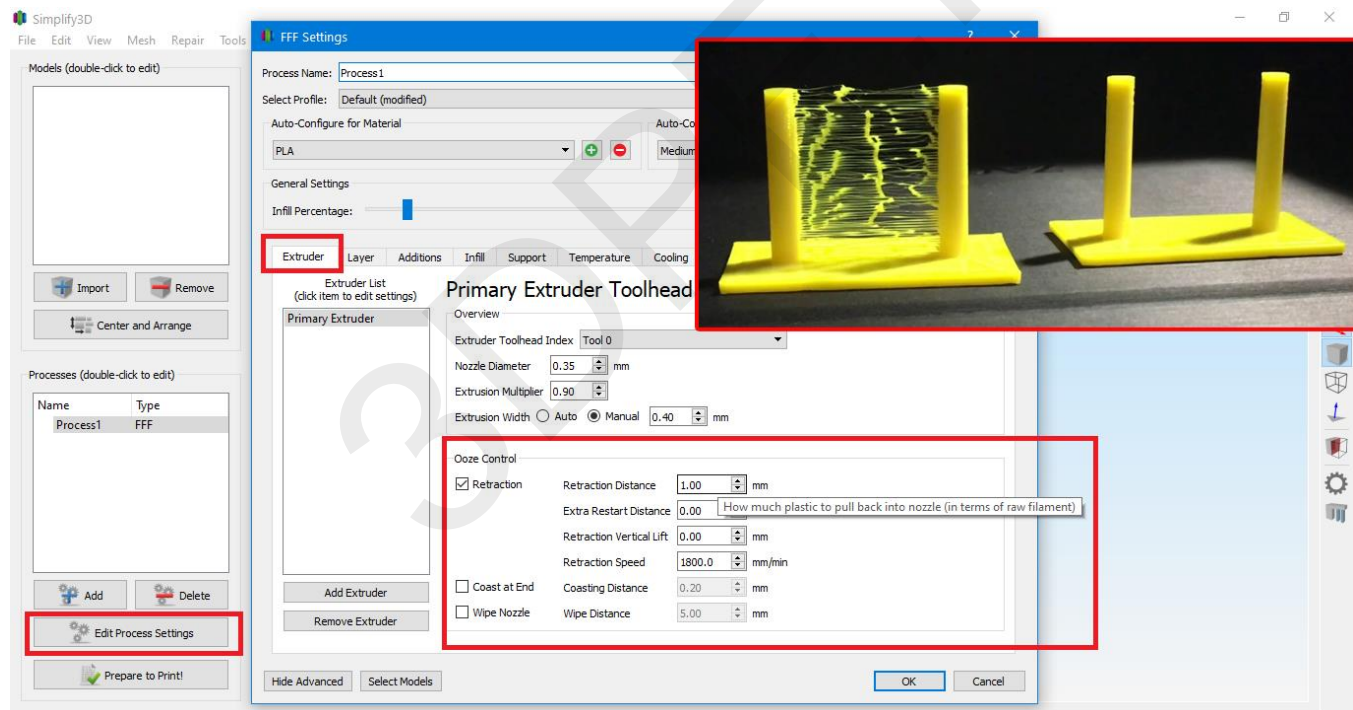 Simplify3D
File Edit View Mesh Repair Tools
Models (double-click to edit)
Import
Remove
Center and Arrange
Processes (double-click to edit)
Name Type
Process1 FFF
Add
Delete
Edit Process Settings
Prepare to Print!
FFF Settings
Process Name: Process1
Select Profile: Default (modified)
Auto-Configure for Material
PLA
Auto-Co
Medium
General Settings
Infill Percentage:
Extruder Layer Additions Infill Support Temperature Cooling
Extruder List
(click item to edit settings)
Primary Extruder
Add Extruder
Remove Extruder
Primary Extruder Toolhead
Overview
Extruder Toolhead Index Tool 0
Nozzle Diameter 0.35 mm
Extrusion Multiplier 0.90
Extrusion Width Auto Manual 0.40 mm
Ooze Control
Retraction Retraction Distance 1.00 mm
How much plastic to pull back into nozzle (in terms of raw filament)
Extra Restart Distance 0.00
Retraction Vertical Lift 0.00 mm
Retraction Speed 1800.0 mm/min
Coast at End Coasting Distance 0.20 mm
Wipe Nozzle Wipe Distance 5.00 mm
Hide Advanced Select Models OK Cancel